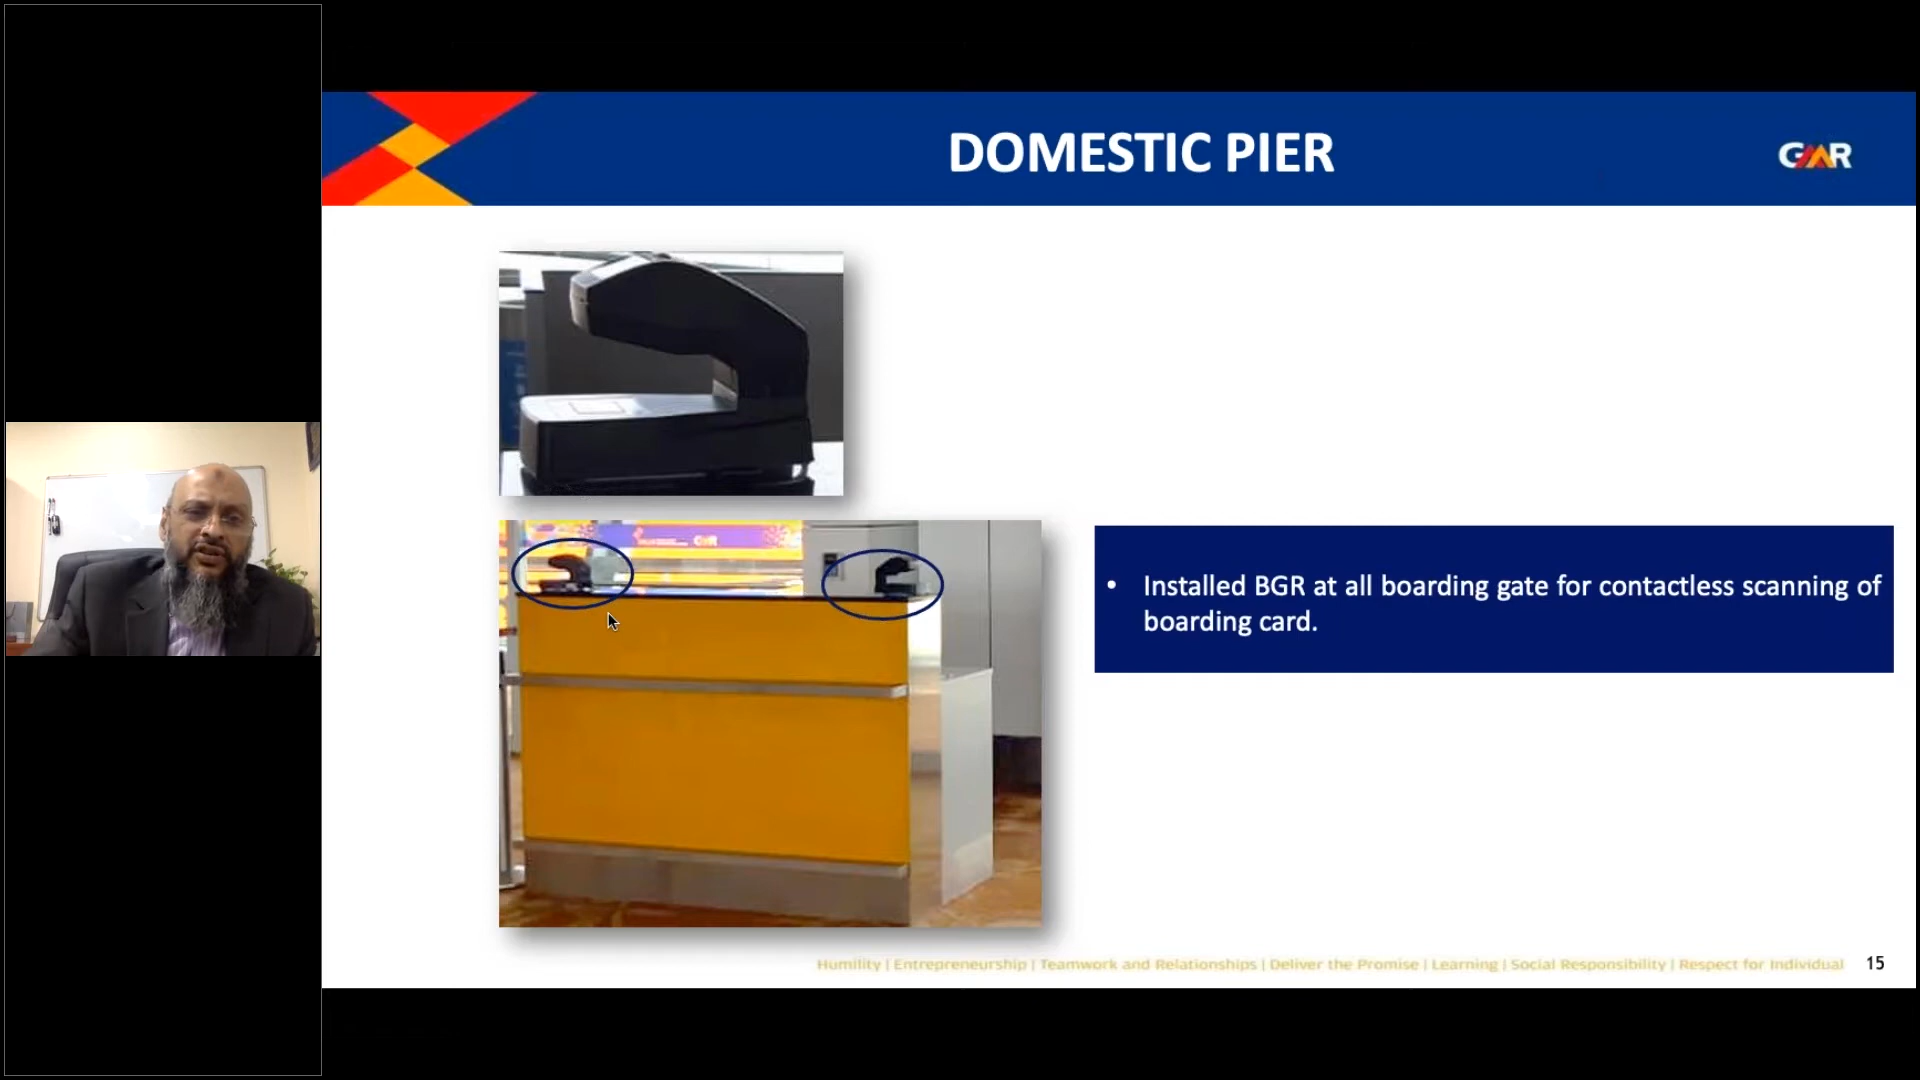 DOMESTIC PIER
GMR
GMR
• Installed BGR at all boarding gate for contactless scanning of
boarding card.
Humility | Entrepreneurship | Teamwork and Relationships | Deliver the Promise | Learning | Social Responsibility | Respect for Individual
15